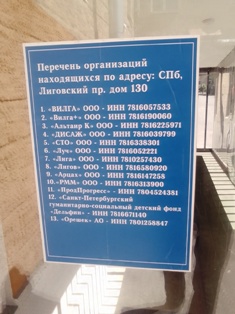 Перечень организаций
находящихся по адресу: СПб,
Лиговский пр. дом 130
1. «ВИЛГА» ООО - ИНН 7816057533
2. «Вилга+» ООО - ИНН 7816190060
3. «Альтаир К» ООО - ИНН 7816225971
4. «ДИСАЖ» ООО - ИНН 7816039799
5. «СТО» ООО - ИНН 7816338301
6. «Луч» ООО - ИНН 7816052221
7. «Лига» ООО - ИНН 7810257430
8. «Лигов» ООО - ИНН 7816580920
9. «Арцах» ООО - ИНН 7816147258
10. «РММ» ООО - ИНН 7816313900
11. «ПродПрогресс» - ИНН 7804524381
12. «Санкт-Петербургский
гуманитарно-социальный детский фонд
«Дельфин» - ИНН 7816671140
13. «Орешек» АО - ИНН 7801258847